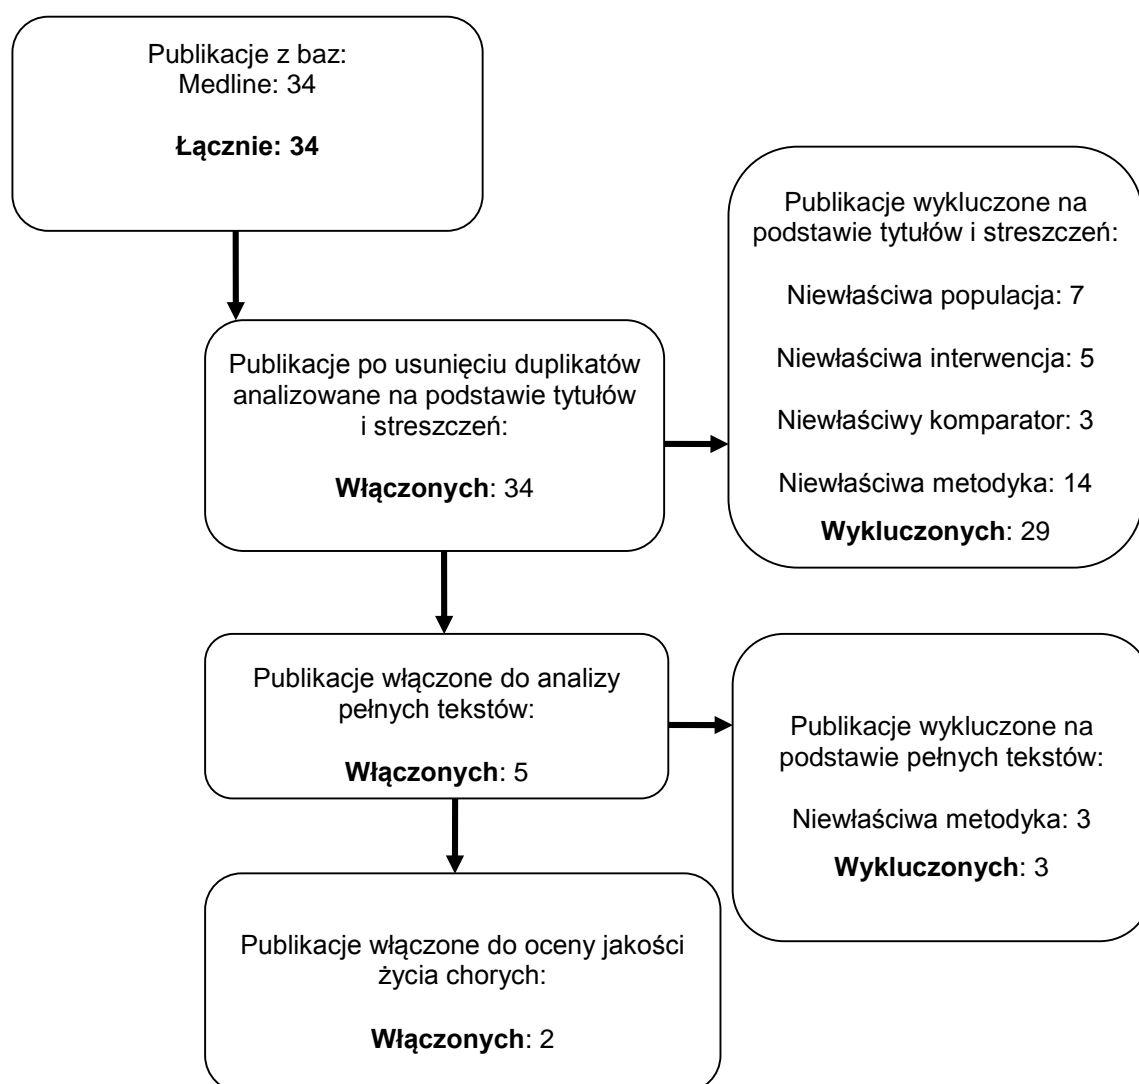 Publikacje z baz:
Medline: 34
Łącznie: 34
Publikacje wykluczone na
podstawie tytułów i streszczeń:
Niewłaściwa populacja: 7
Niewłaściwa interwencja: 5
Niewłaściwy komparator: 3
Niewłaściwa metodyka: 14
Wykluczonych: 29
Publikacje po usunięciu duplikatów
analizowane na podstawie tytułów
i streszczeń:
Włączonych: 34
Publikacje włączone do analizy
pełnych tekstów:
Włączonych: 5
Publikacje wykluczone na
podstawie pełnych tekstów:
Niewłaściwa metodyka: 3
Wykluczonych: 3
Publikacje włączone do oceny jakości
życia chorych:
Włączonych: 2